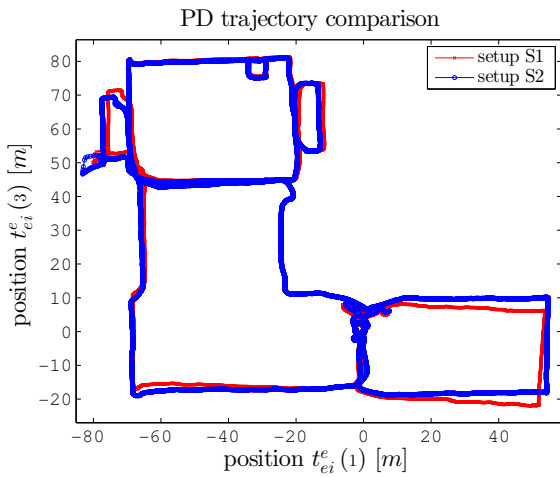 PD trajectory comparison
setup S1
setup S2
position t^e_{ei}(3) [m]
80
70
60
50
40
30
20
10
0
−10
−20
−80 −60 −40 −20 0 20 40
position t^e_{ei}(1) [m]